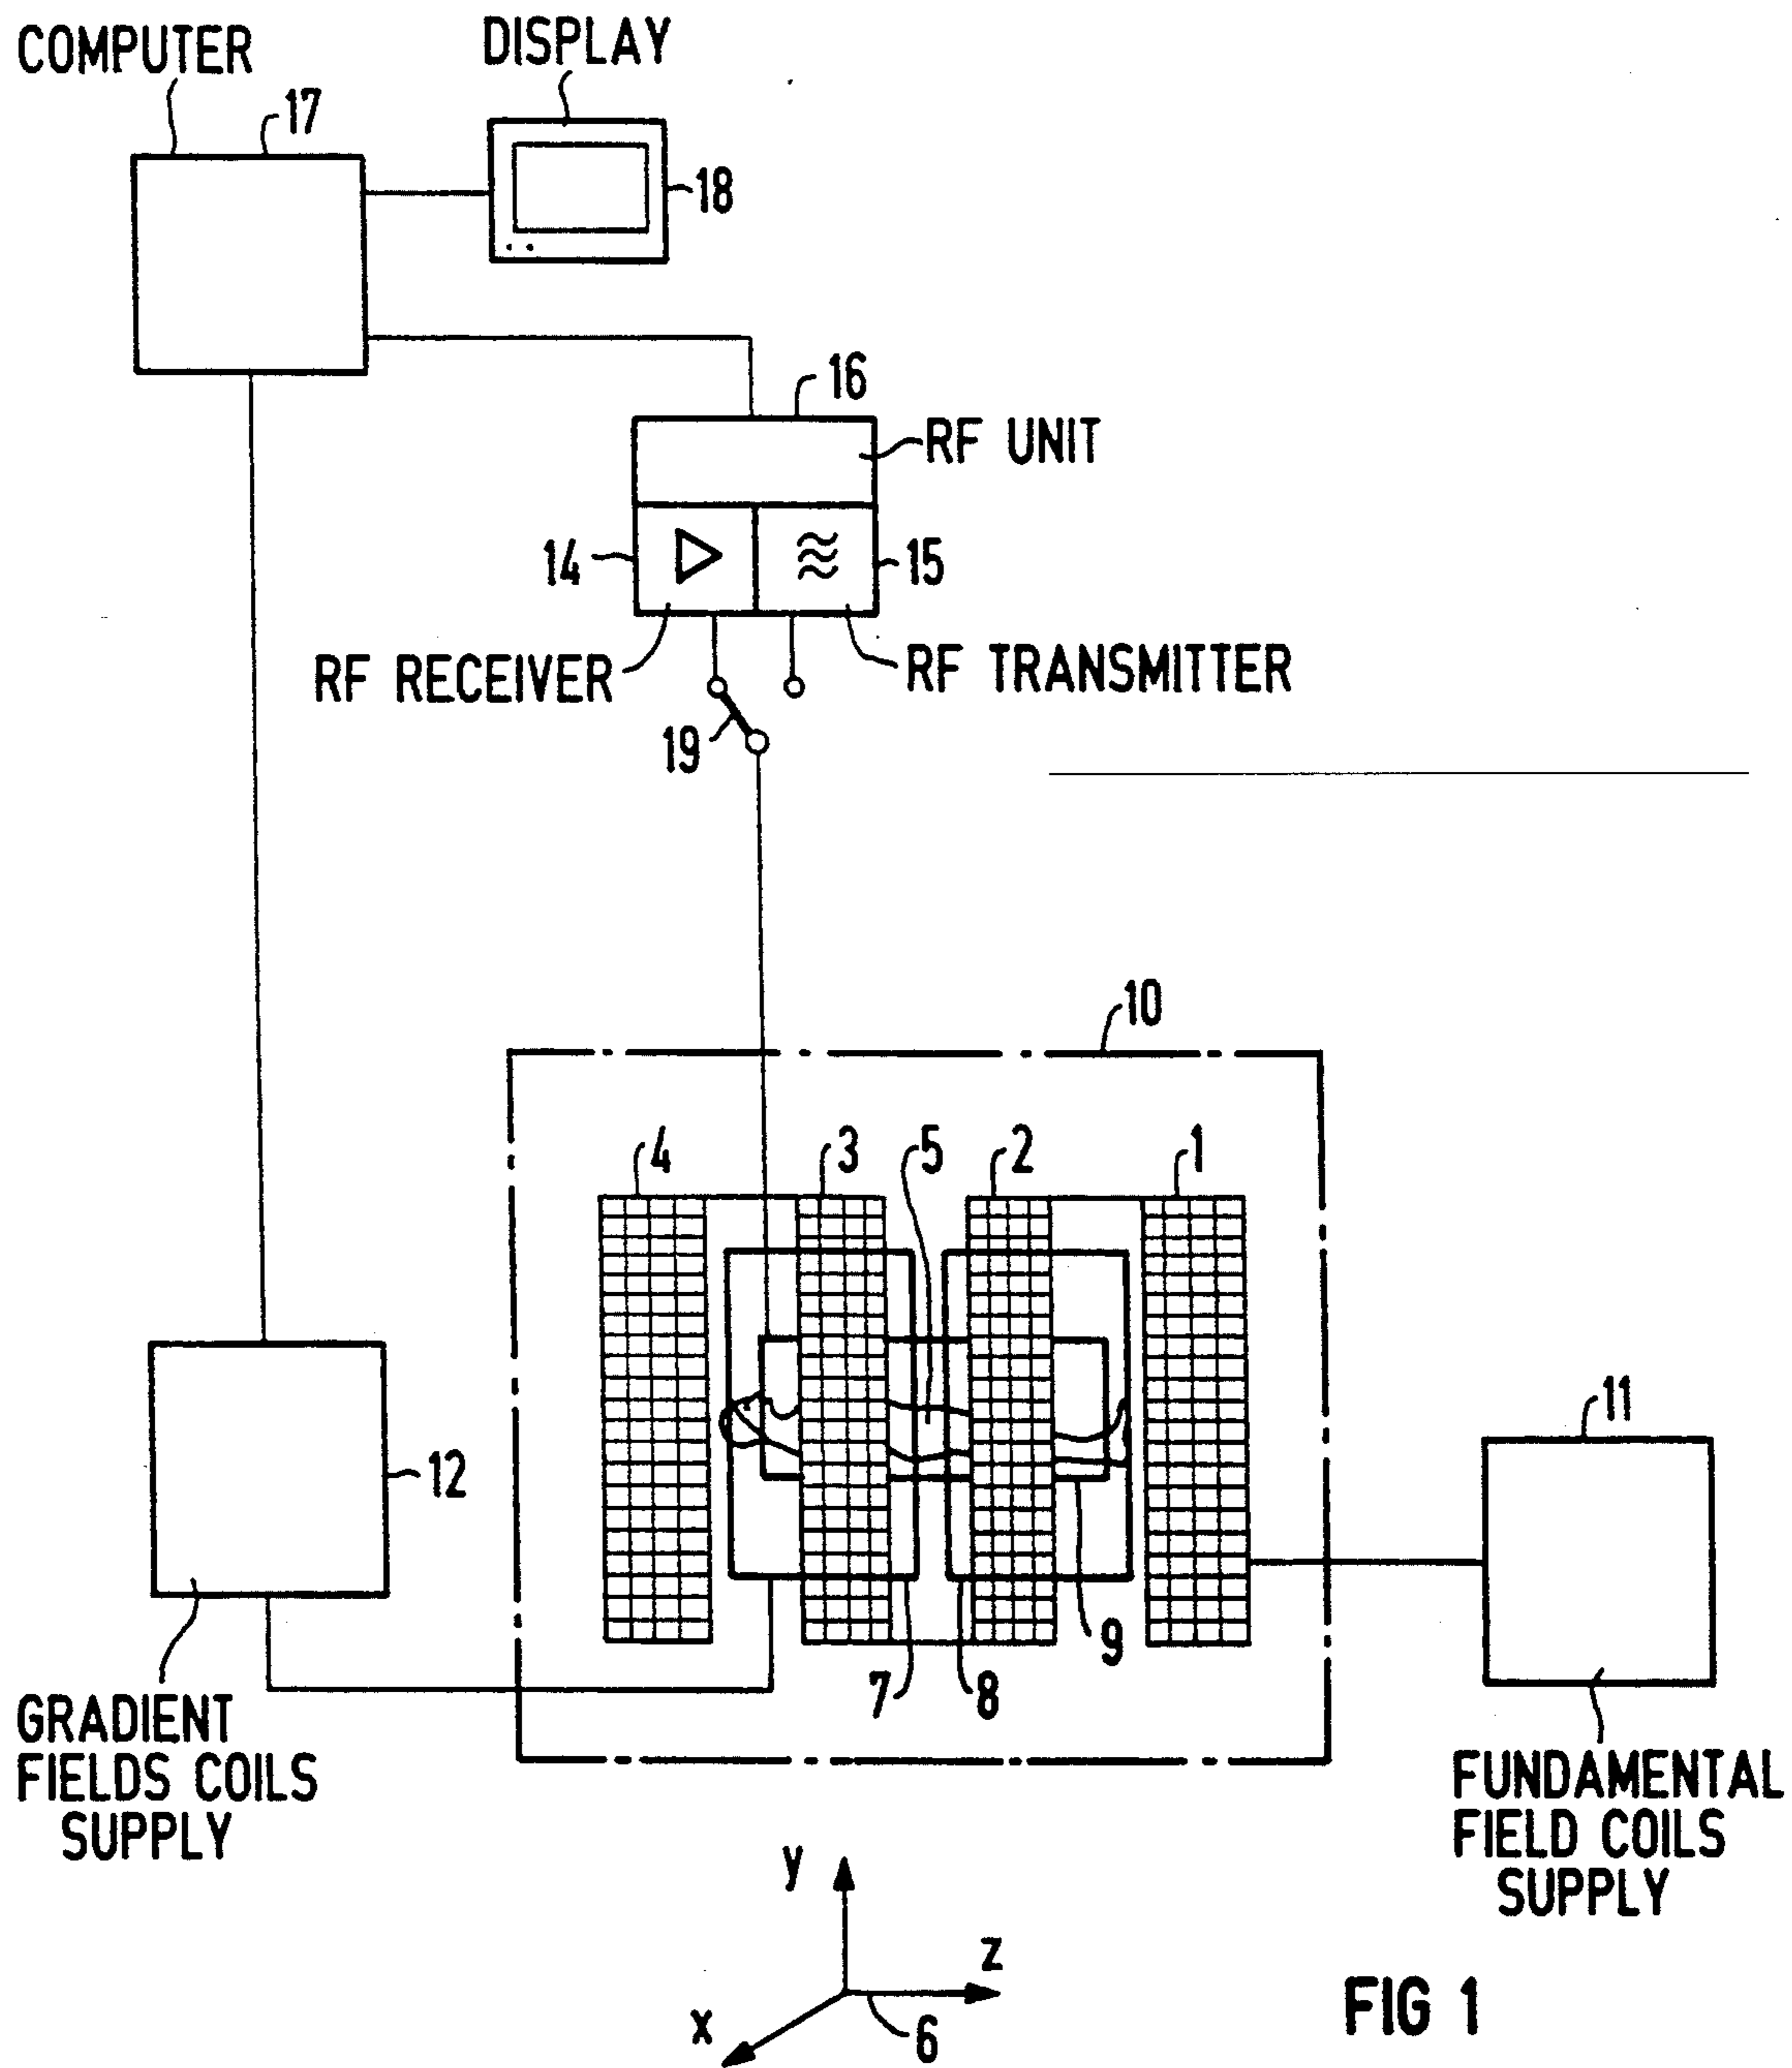 COMPUTER
DISPLAY
17
18
16
RF UNIT
14
15
RF RECEIVER
RF TRANSMITTER
19
10
4
3
5
2
1
11
12
9
7
8
GRADIENT
FIELDS COILS
SUPPLY
FUNDAMENTAL
FIELD COILS
SUPPLY
y
z
x
6
FIG 1